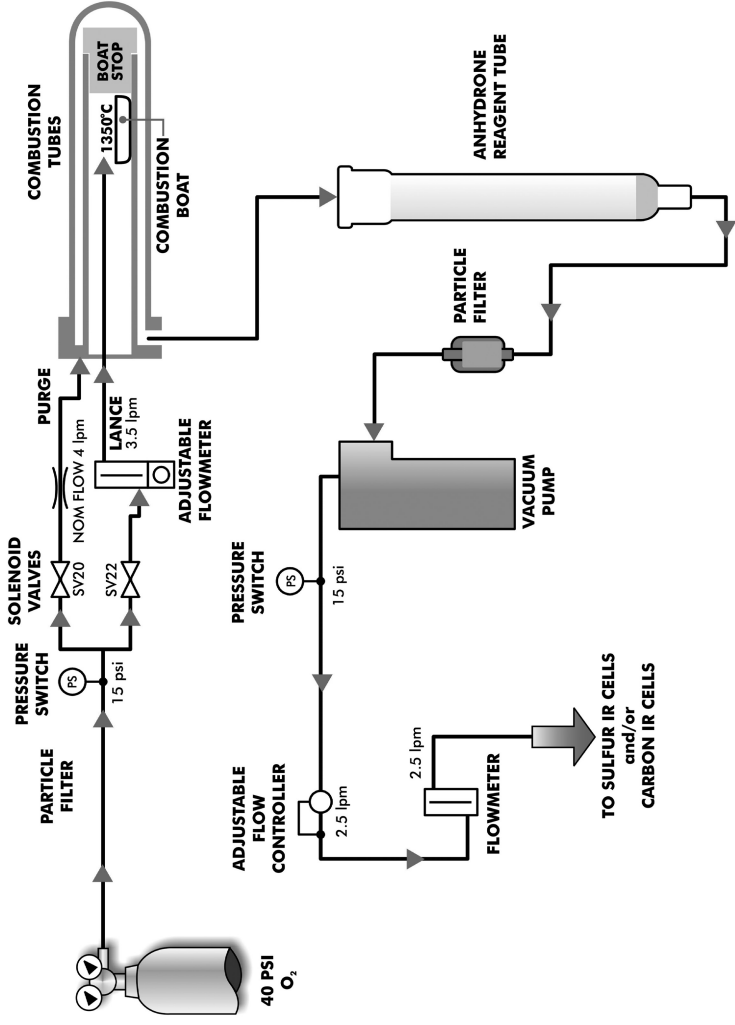 40 PSI
O₂
PARTICLE
FILTER
PRESSURE
SWITCH
PS
15 psi
SOLENOID
VALVES
SV20
SV22
PURGE
NOM FLOW 4 lpm
LANCE
3.5 lpm
ADJUSTABLE
FLOWMETER
COMBUSTION
TUBES
BOAT
STOP
1350°C
COMBUSTION
BOAT
ANHYDRONE
REAGENT TUBE
PARTICLE
FILTER
VACUUM
PUMP
PRESSURE
SWITCH
PS
15 psi
ADJUSTABLE
FLOW
CONTROLLER
2.5 lpm
FLOWMETER
2.5 lpm
TO SULFUR IR CELLS
and/or
CARBON IR CELLS